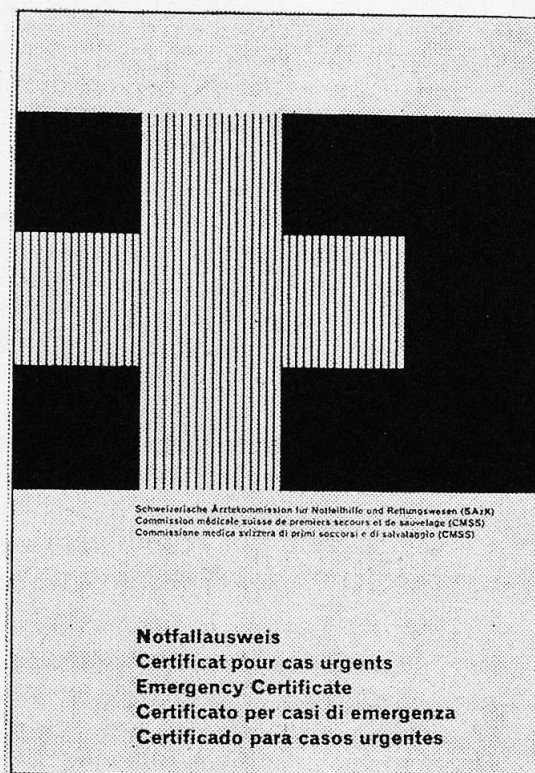 Schweizerische Ärztekommission für Notfallhilfe und Rettungswesen (SAzK)
Commission médicale suisse de premiers secours et de sauvetage (CMSS)
Commissione medica svizzera di primi soccorsi e di salvataggio (CMSS)
Notfallausweis
Certificat pour cas urgents
Emergency Certificate
Certificato per casi di emergenza
Certificado para casos urgentes